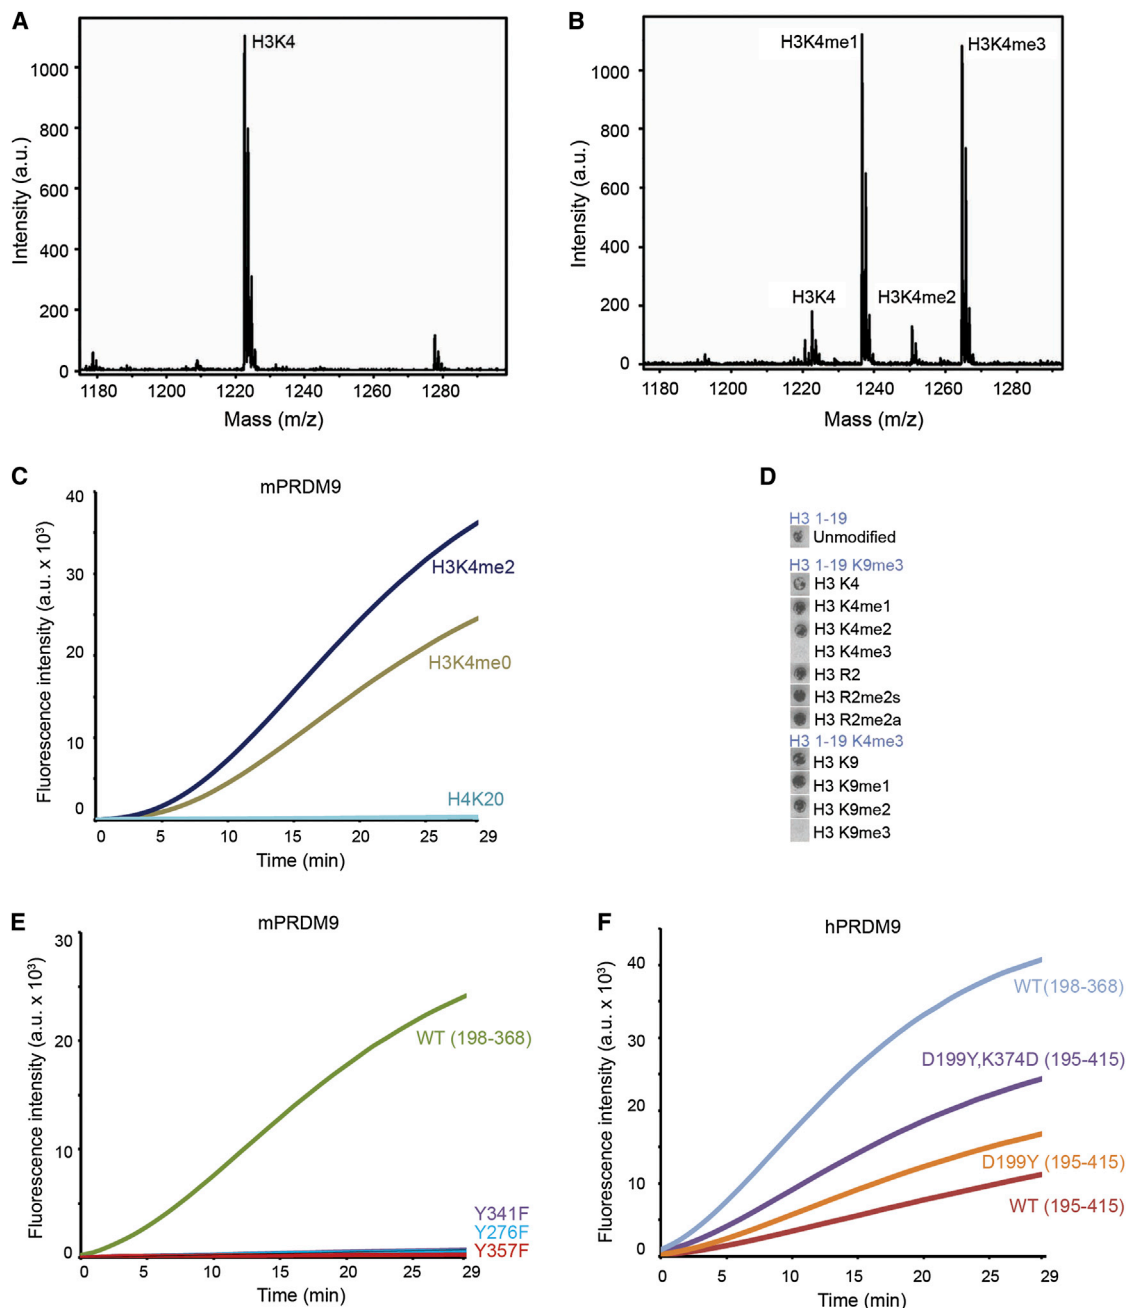 A
H3K4
1000
800
600
400
200
0
1180 1200 1220 1240 1260 1280
Intensity (a.u.)
Mass (m/z)
B
H3K4me1
H3K4me3
H3K4
H3K4me2
1000
800
600
400
200
0
1180 1200 1220 1240 1260 1280
Intensity (a.u.)
Mass (m/z)
C
mPRDM9
40
30
20
10
0
0 5 10 15 20 25 29
Fluorescence intensity (a.u. x 10³)
Time (min)
H3K4me2
H3K4me0
H4K20
D
H3 1-19
Unmodified
H3 1-19 K9me3
H3 K4
H3 K4me1
H3 K4me2
H3 K4me3
H3 R2
H3 R2me2s
H3 R2me2a
H3 1-19 K4me3
H3 K9
H3 K9me1
H3 K9me2
H3 K9me3
E
mPRDM9
30
20
10
0
0 5 10 15 20 25 29
Fluorescence intensity (a.u. x 10³)
Time (min)
WT (198-368)
Y341F
Y276F
Y357F
F
hPRDM9
40
30
20
10
0
0 5 10 15 20 25 29
Fluorescence intensity (a.u. x 10³)
Time (min)
WT(198-368)
D199Y,K374D (195-415)
D199Y (195-415)
WT (195-415)